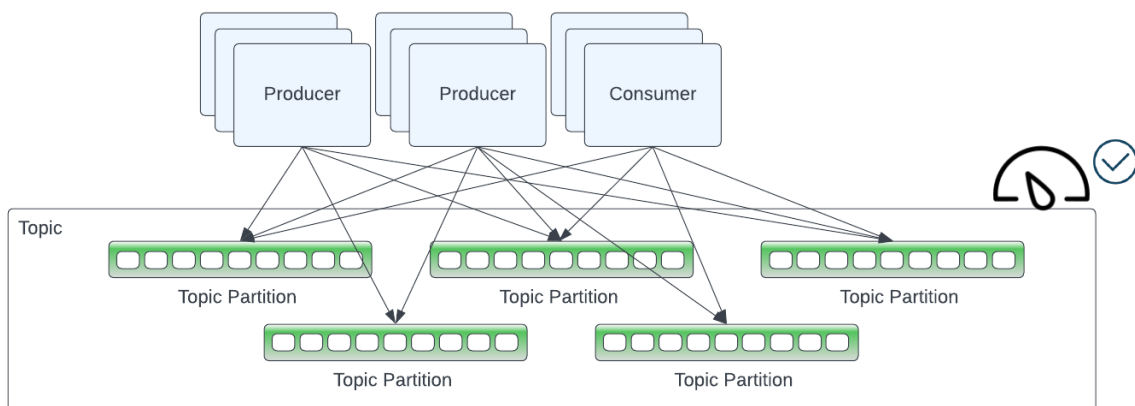 Producer
Producer
Consumer
Topic
Topic Partition
Topic Partition
Topic Partition
Topic Partition
Topic Partition